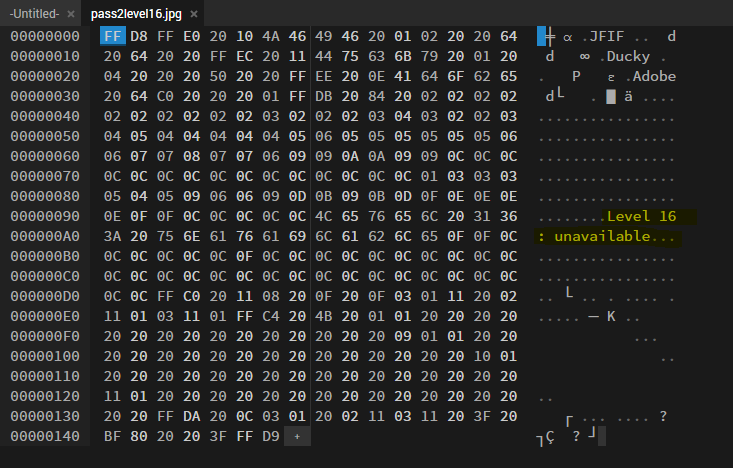 -Untitled- × pass2level16.jpg ×
00000000 FF D8 FF E0 20 10 4A 46 49 46 20 01 02 20 20 64 █╪ α .JFIF .. d
00000010 20 64 20 20 FF EC 20 11 44 75 63 6B 79 20 01 20 d ∞ .Ducky .
00000020 04 20 20 20 50 20 20 FF EE 20 0E 41 64 6F 62 65 . P ε .Adobe
00000030 20 64 C0 20 20 20 01 FF DB 20 84 20 02 02 02 02 d└ . █ ä ....
00000040 02 02 02 02 02 03 02 02 02 02 03 04 03 02 02 03 ................
00000050 04 05 04 04 04 04 04 05 06 05 05 05 05 05 05 06 ................
00000060 06 07 07 08 07 07 06 09 09 0A 0A 09 09 0C 0C 0C ................
00000070 0C 0C 0C 0C 0C 0C 0C 0C 0C 0C 0C 0C 01 03 03 03 ................
00000080 05 04 05 09 06 06 09 0D 0B 09 0B 0D 0F 0E 0E 0E ................
00000090 0E 0F 0F 0C 0C 0C 0C 0C 4C 65 76 65 6C 20 31 36 ........Level 16
000000A0 3A 20 75 6E 61 76 61 69 6C 61 62 6C 65 0F 0F 0C : unavailable...
000000B0 0C 0C 0C 0C 0C 0F 0C 0C 0C 0C 0C 0C 0C 0C 0C 0C ................
000000C0 0C 0C 0C 0C 0C 0C 0C 0C 0C 0C 0C 0C 0C 0C 0C 0C ................
000000D0 0C 0C FF C0 20 11 08 20 0F 20 0F 03 01 11 20 02 .. └ .. . .... .
000000E0 11 01 03 11 01 FF C4 20 4B 20 01 01 20 20 20 20 ..... ─ K ..
000000F0 20 20 20 20 20 20 20 20 20 20 20 09 01 01 20 20 ...
00000100 20 20 20 20 20 20 20 20 20 20 20 20 20 20 10 01 ..
00000110 20 20 20 20 20 20 20 20 20 20 20 20 20 20 20 20
00000120 11 01 20 20 20 20 20 20 20 20 20 20 20 20 20 20 ..
00000130 20 20 FF DA 20 0C 03 01 20 02 11 03 11 20 3F 20 ┌ ... .... ?
00000140 BF 80 20 20 3F FF D9 + ┐Ç ? ┘